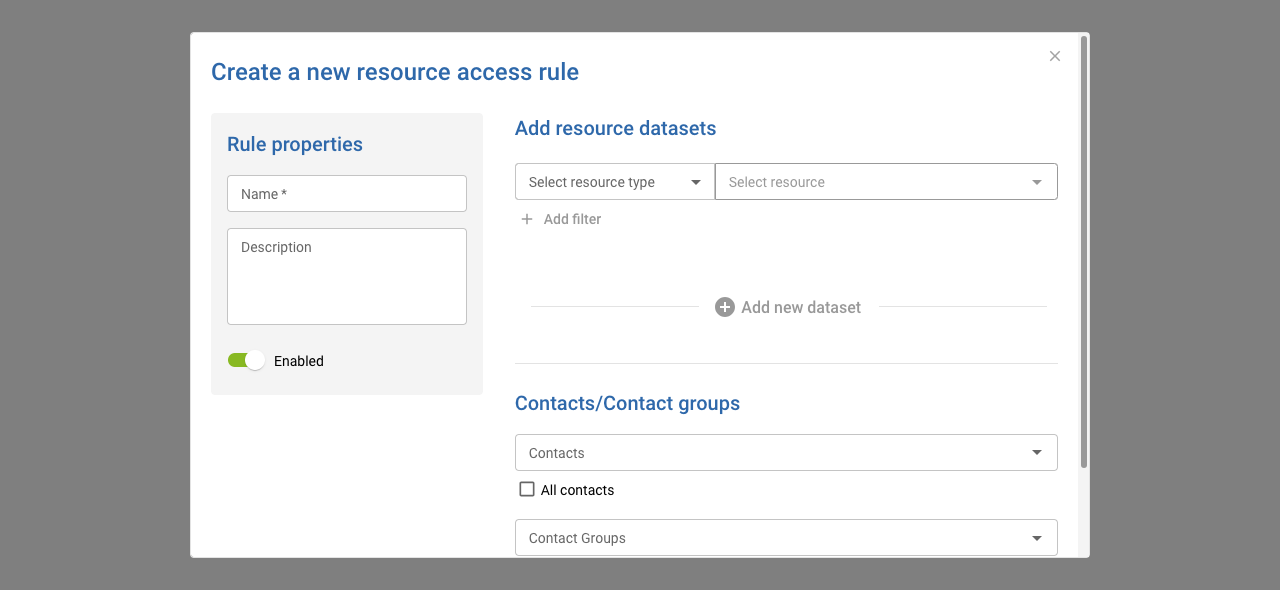 Create a new resource access rule
Rule properties
Name *
Description
Enabled
Add resource datasets
Select resource type
Select resource
Add filter
Add new dataset
Contacts/Contact groups
Contacts
All contacts
Contact Groups